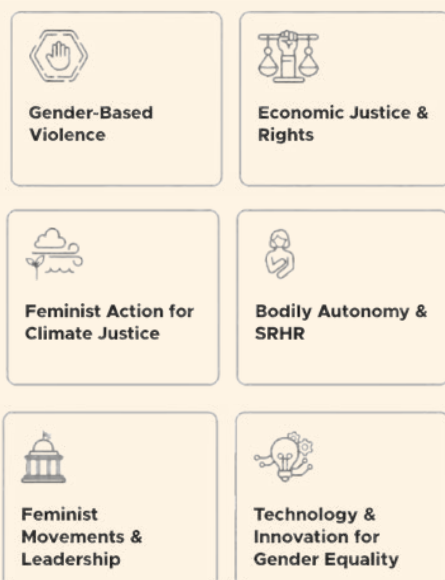 Gender-Based
Violence
Economic Justice &
Rights
Feminist Action for
Climate Justice
Bodily Autonomy &
SRHR
Feminist
Movements &
Leadership
Technology &
Innovation for
Gender Equality